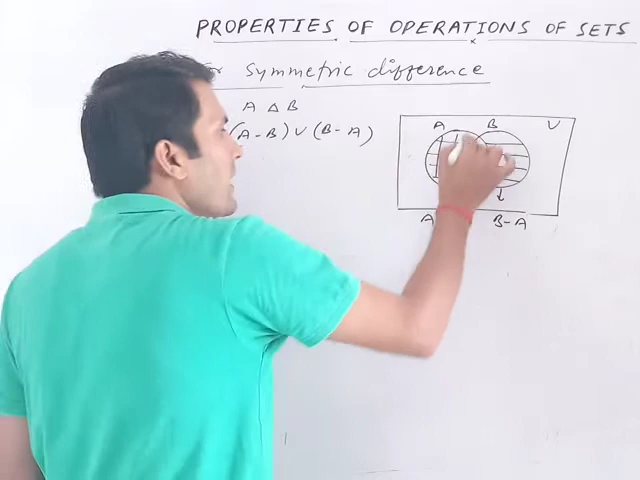 PROPERTIES OF OPERATIONS OF SETS
symmetric difference
A Δ B
(A-B) ∪ (B-A)
A B U
A B-A